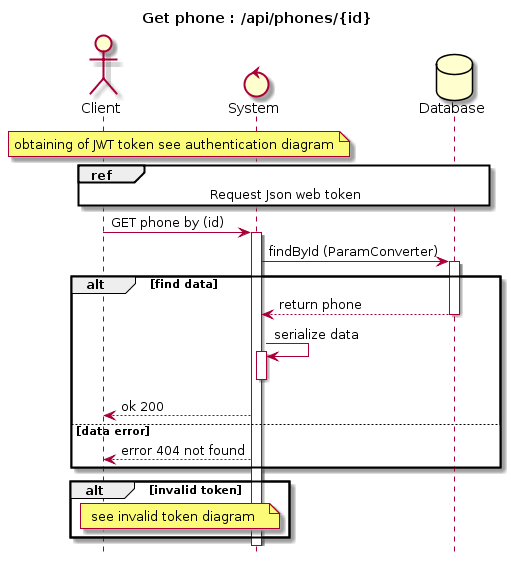 Get phone : /api/phones/{id}
Client
System
Database
obtaining of JWT token see authentication diagram
ref
Request Json web token
GET phone by (id)
findById (ParamConverter)
alt [find data]
return phone
serialize data
ok 200
[data error]
error 404 not found
alt [invalid token]
see invalid token diagram